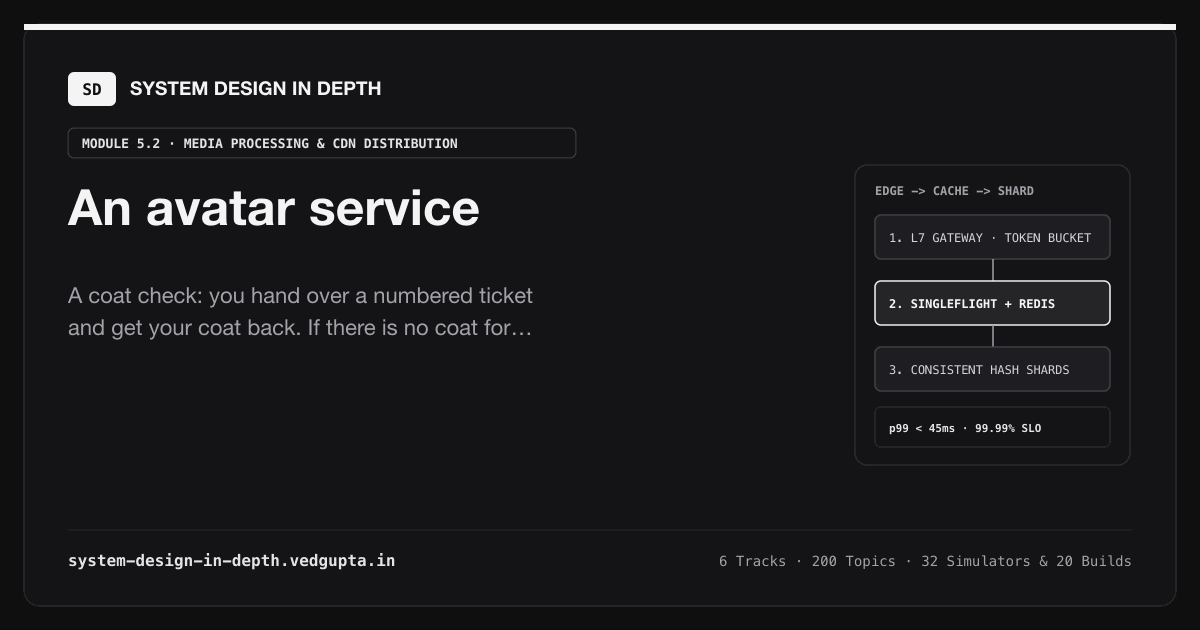 SD SYSTEM DESIGN IN DEPTH
MODULE 5.2 · MEDIA PROCESSING & CDN DISTRIBUTION
An avatar service
A coat check: you hand over a numbered ticket
and get your coat back. If there is no coat for…
EDGE —> CACHE —> SHARD
1. L7 GATEWAY · TOKEN BUCKET
2. SINGLEFLIGHT + REDIS
3. CONSISTENT HASH SHARDS
p99 < 45ms · 99.99% SLO
system-design-in-depth.vedgupta.in
6 Tracks · 200 Topics · 32 Simulators & 20 Builds